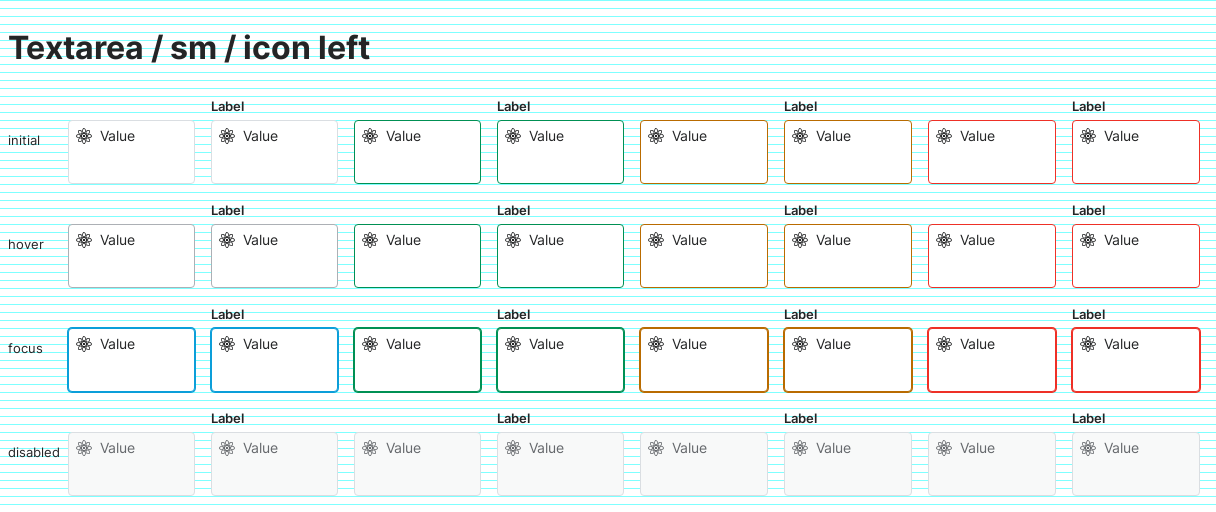 Textarea / sm / icon left
Label Label Label Label
initial Value Value Value Value Value Value Value Value
Label Label Label Label
hover Value Value Value Value Value Value Value Value
Label Label Label Label
focus Value Value Value Value Value Value Value Value
Label Label Label Label
disabled Value Value Value Value Value Value Value Value